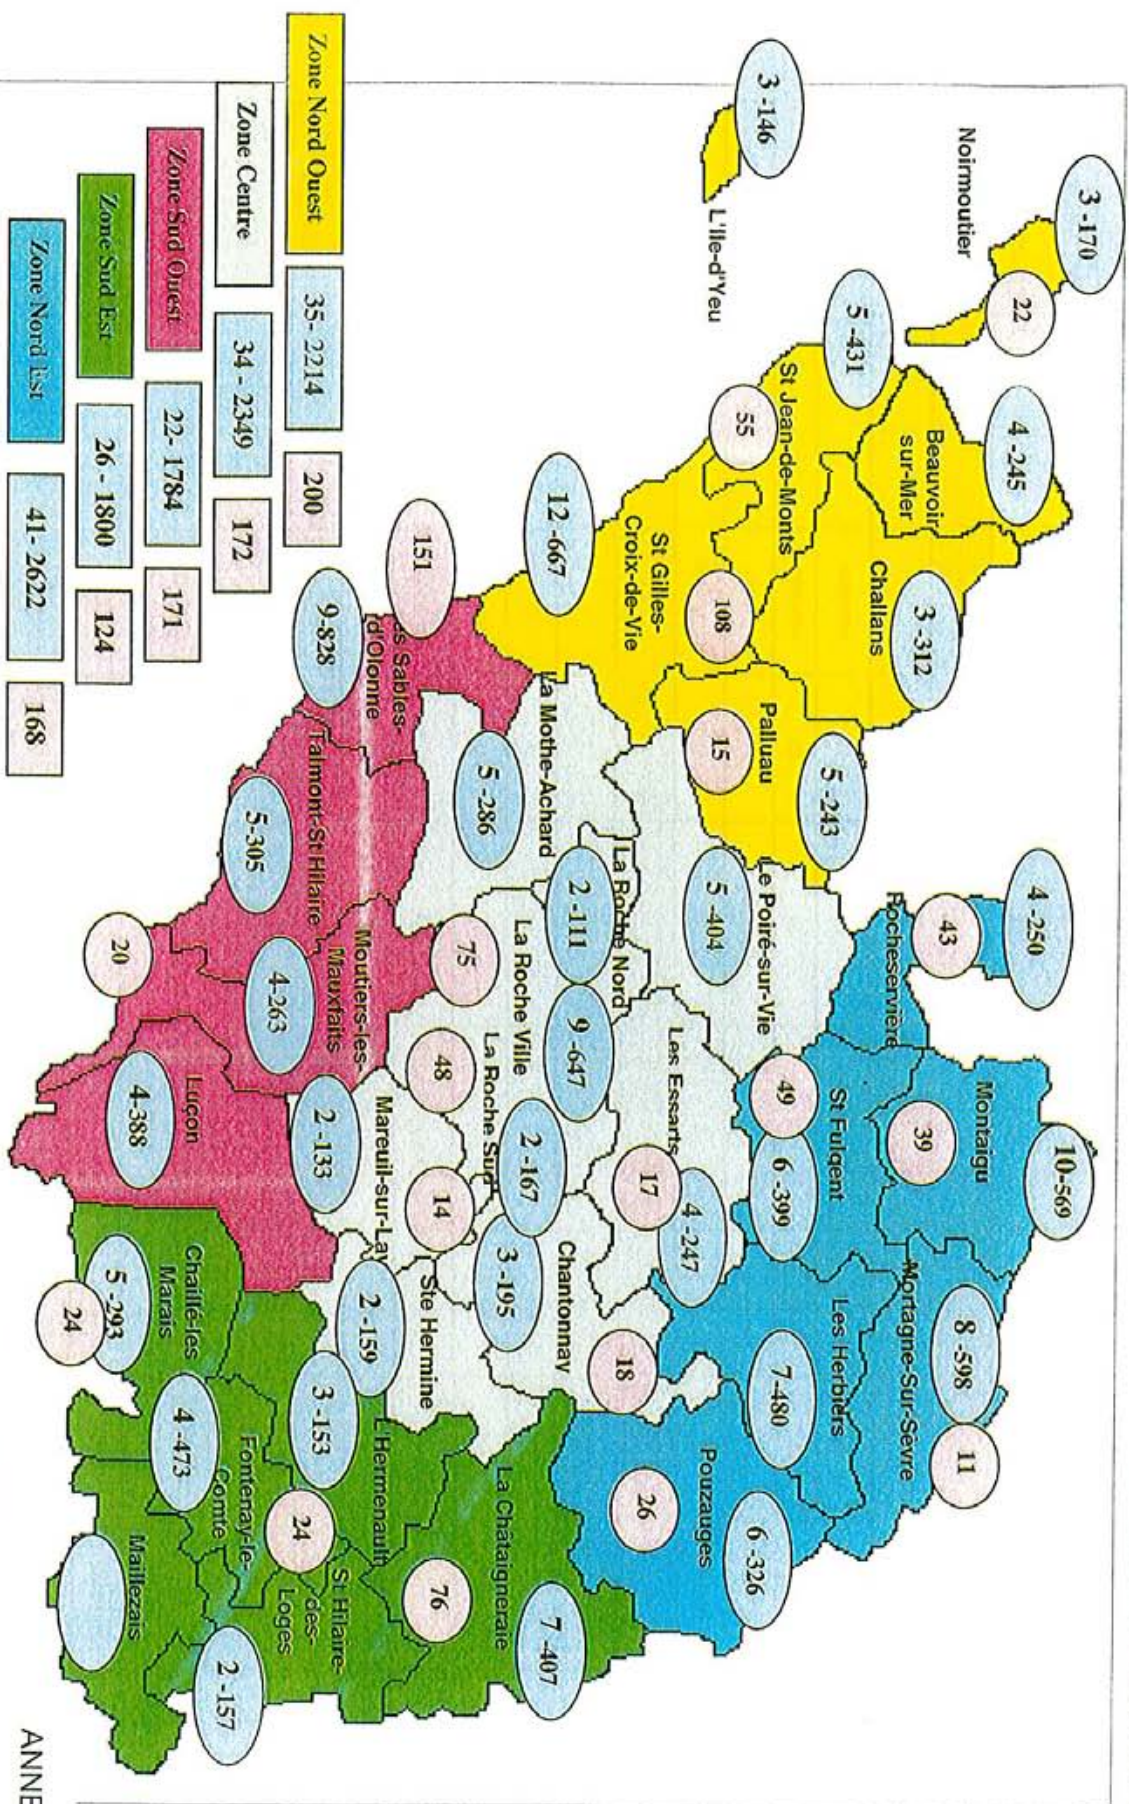 3 -170
Noirmoutier
22
3 -146
L'Ile-d'Yeu
4 -245
Beauvoir
sur-Mer
5 -431
St Jean-de-Monts
55
3 -312
Challans
12 -667
St Gilles-
Croix-de-Vie
108
5 -243
Palluau
15
4 -250
43
Rocheservière
10-569
Montaigu
39
8 -598
Mortagne-Sur-Sèvre
11
49
St Fulgent
6 -399
Les Herbiers
7-480
6 -326
Pouzauges
26
Le Poiré-sur-Vie
5 -404
La Roche Nord
2 -111
La Mothe-Achard
5 -286
La Roche Ville
9 -647
75
Les Essarts
17
4 -247
La Roche Sud
2 -167
48
Chantonnay
3 -195
18
Mareuil-sur-Lay
14
2 -133
Ste Hermine
2 -159
151
Sables-
d'Olonne
9-828
Talmont-St Hilaire
5-305
Moutiers-les-
Mauxfaits
4-263
20
Luçon
4-388
Chaillé-les
Marais
5 -293
24
4 -473
Fontenay-le-
Comte
3 -153
L'Hermenault
24
St Hilaire-
des-
Loges
La Châtaigneraie
76
7 -407
Maillezais
2 -157
Zone Nord Ouest
35- 2214
200
Zone Centre
34 - 2349
172
Zone Sud Ouest
22- 1784
171
Zone Sud Est
26 - 1800
124
Zone Nord Est
41- 2622
168